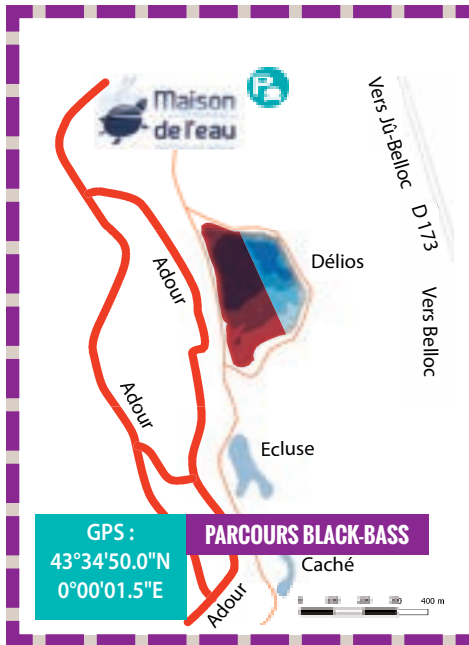 Maison
de l'eau
P
Vers Jû-Belloc
D 173
Vers Belloc
Adour
Délios
Adour
Ecluse
GPS :
43°34'50.0"N
0°00'01.5"E
PARCOURS BLACK-BASS
Caché
Adour
400 m